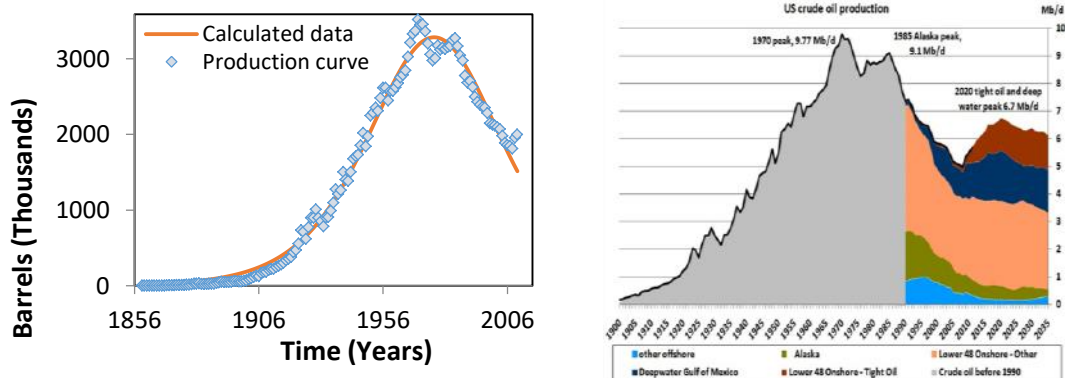 Calculated data
Production curve
3000
2000
1000
0
1856
1906
1956
2006
Barrels (Thousands)
Time (Years)
US crude oil production
Mb/d
1970 peak, 9.77 Mb/d
1985 Alaska peak,
9.1 Mb/d
2020 tight oil and deep
water peak 6.7 Mb/d
10
9
8
7
6
5
4
3
2
1
0
1900
1905
1910
1915
1920
1925
1930
1935
1940
1945
1950
1955
1960
1965
1970
1975
1980
1985
1990
1995
2000
2005
2010
2015
2020
2025
2030
2035
other offshore
Alaska
Lower 48 Onshore - Other
Deepwater Gulf of Mexico
Lower 48 Onshore - Tight Oil
Crude oil before 1990